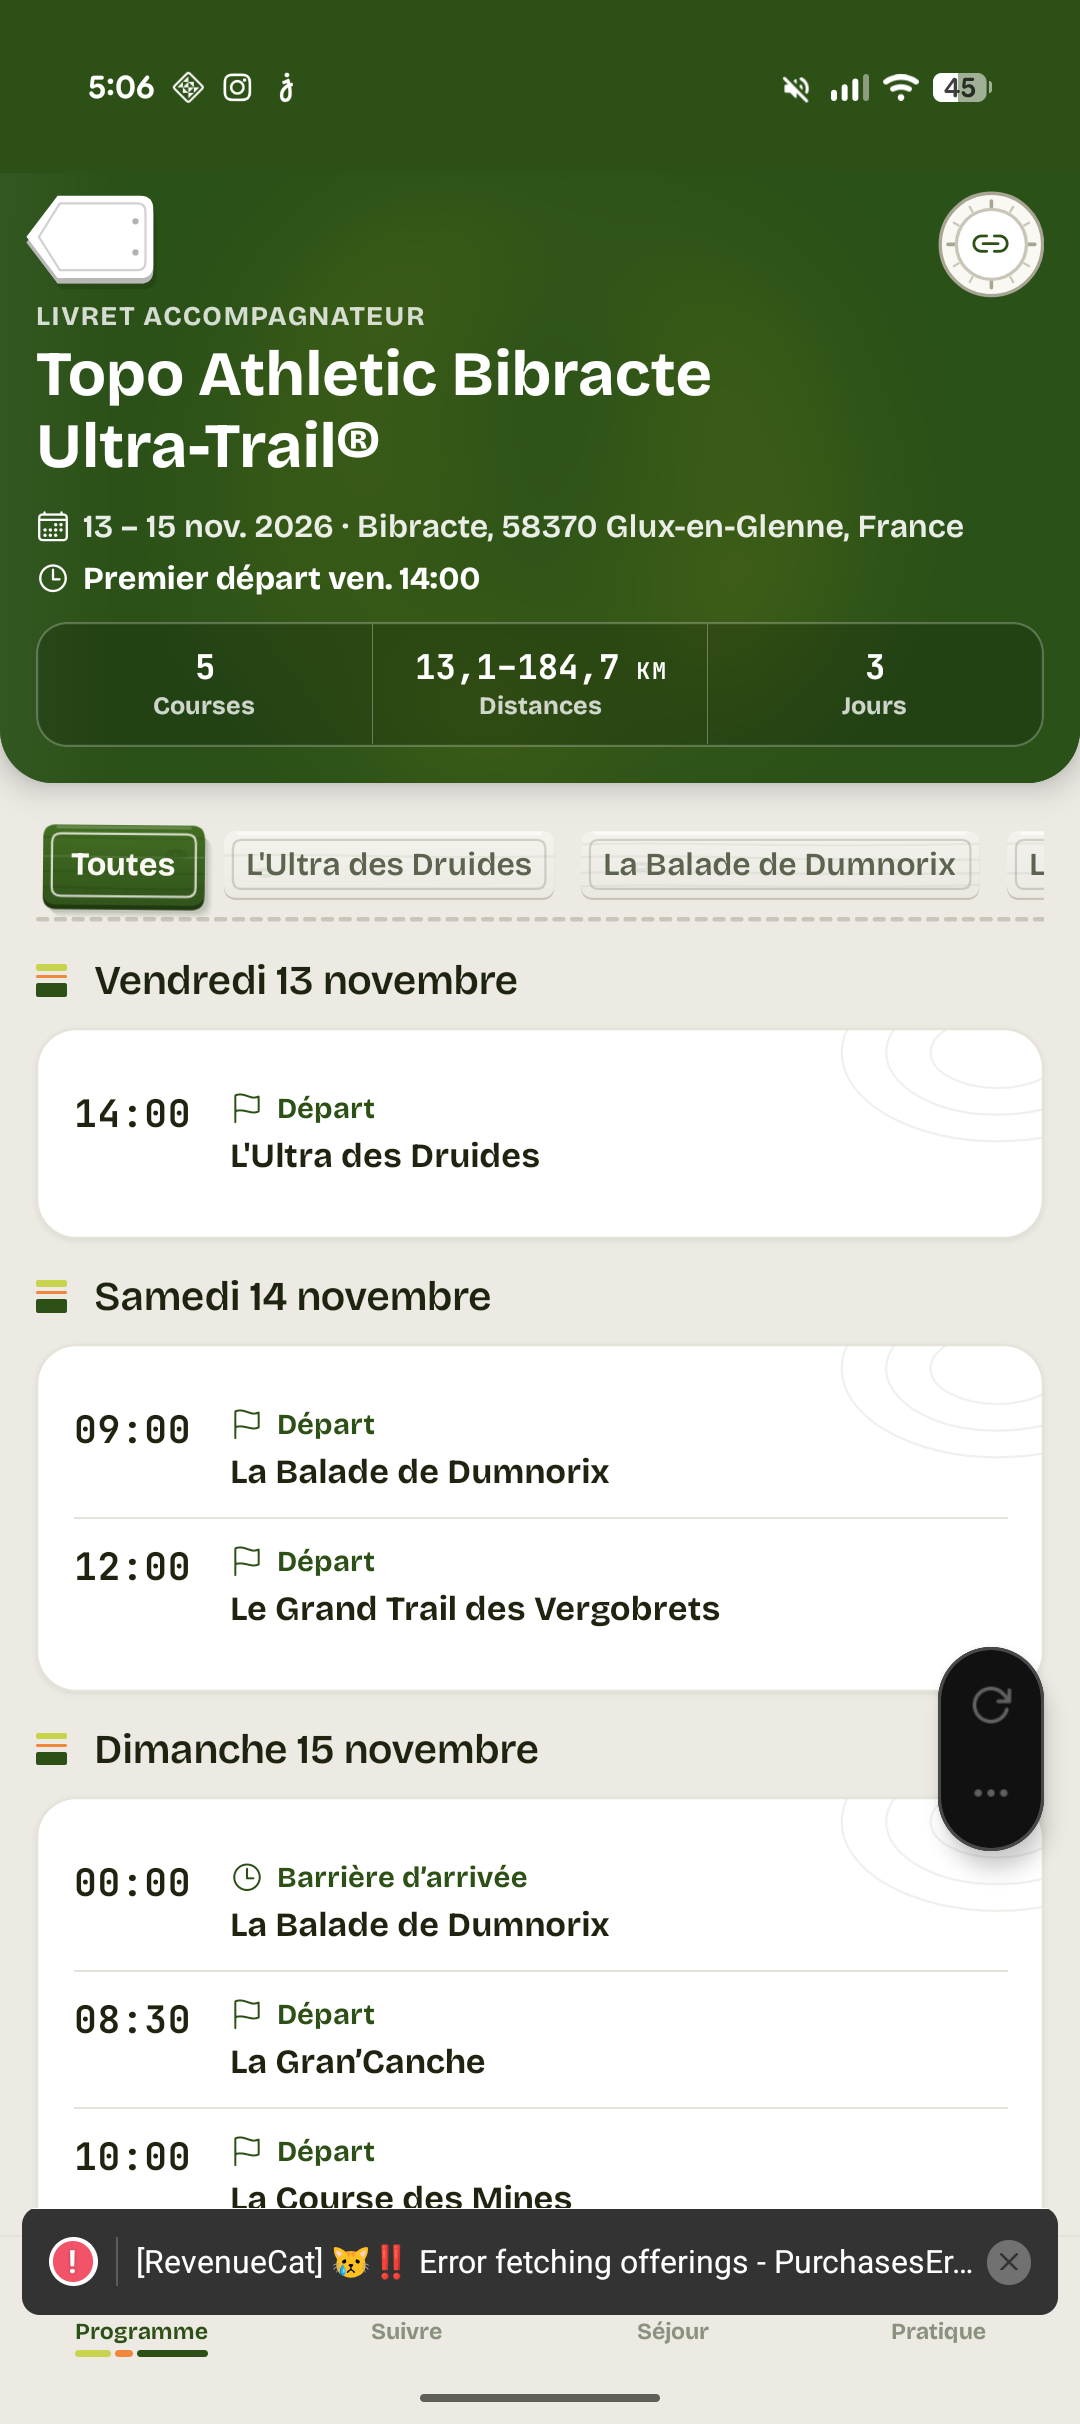 5:06
45
LIVRET ACCOMPAGNATEUR
Topo Athletic Bibracte
Ultra-Trail®
13 – 15 nov. 2026 · Bibracte, 58370 Glux-en-Glenne, France
Premier départ ven. 14:00
5
13,1–184,7 KM
3
Courses
Distances
Jours
Toutes
L'Ultra des Druides
La Balade de Dumnorix
L
Vendredi 13 novembre
14:00
Départ
L'Ultra des Druides
Samedi 14 novembre
09:00
Départ
La Balade de Dumnorix
12:00
Départ
Le Grand Trail des Vergobrets
Dimanche 15 novembre
00:00
Barrière d’arrivée
La Balade de Dumnorix
08:30
Départ
La Gran’Canche
10:00
Départ
La Course des Mines
[RevenueCat] 😿‼️ Error fetching offerings - PurchasesEr...
Programme
Suivre
Séjour
Pratique